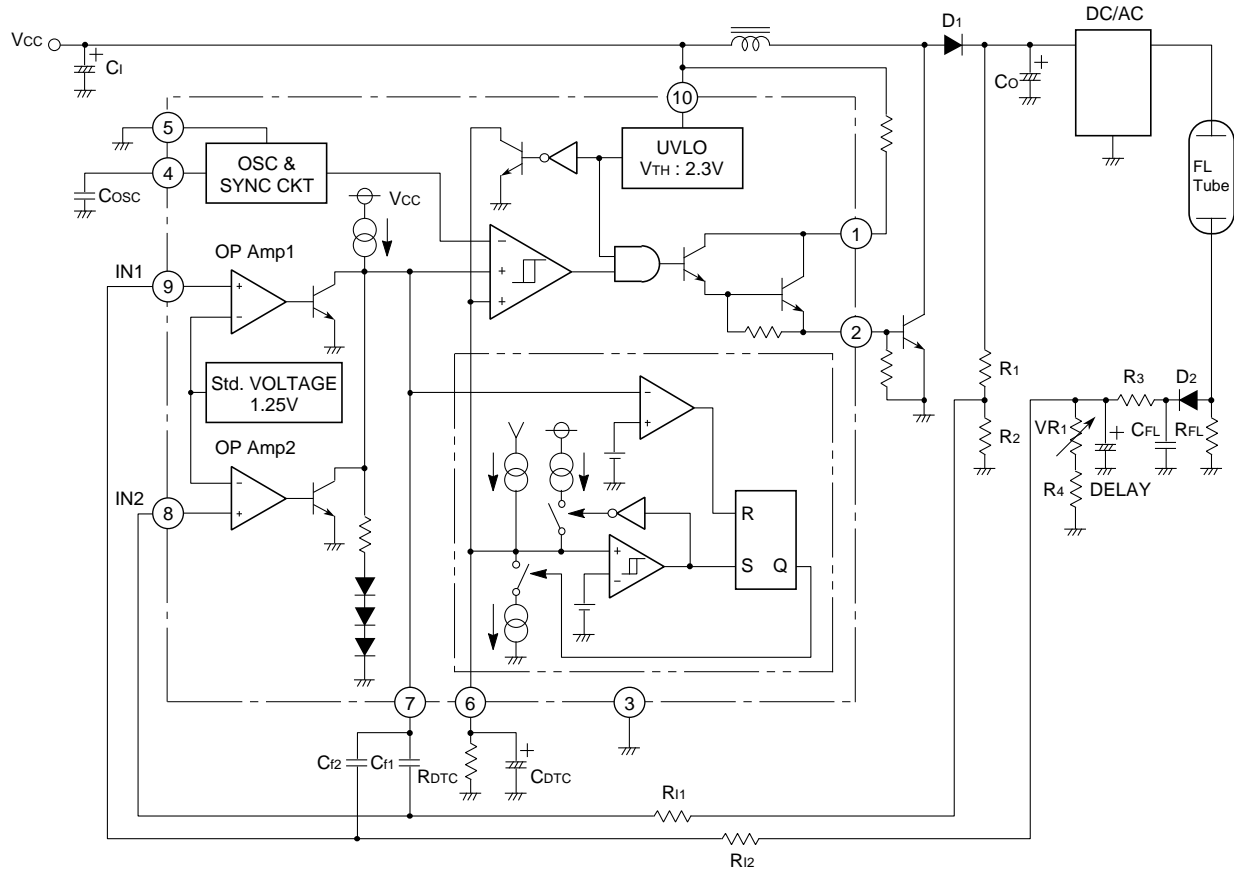 DC/AC
D1
VCC
+
CI
+
CO
10
5
UVLO
VTH : 2.3V
OSC &
SYNC CKT
FL
Tube
4
COSC
VCC
1
−
OP Amp1
IN1
9
+
+
−
+
2
R1
Std. VOLTAGE
1.25V
−
+
R3
D2
VR1
+
CFL
RFL
R2
OP Amp2
R4
DELAY
IN2
−
8
+
R
+
−
S Q
7
6
3
+
Cf2
Cf1
RDTC
CDTC
RI1
RI2